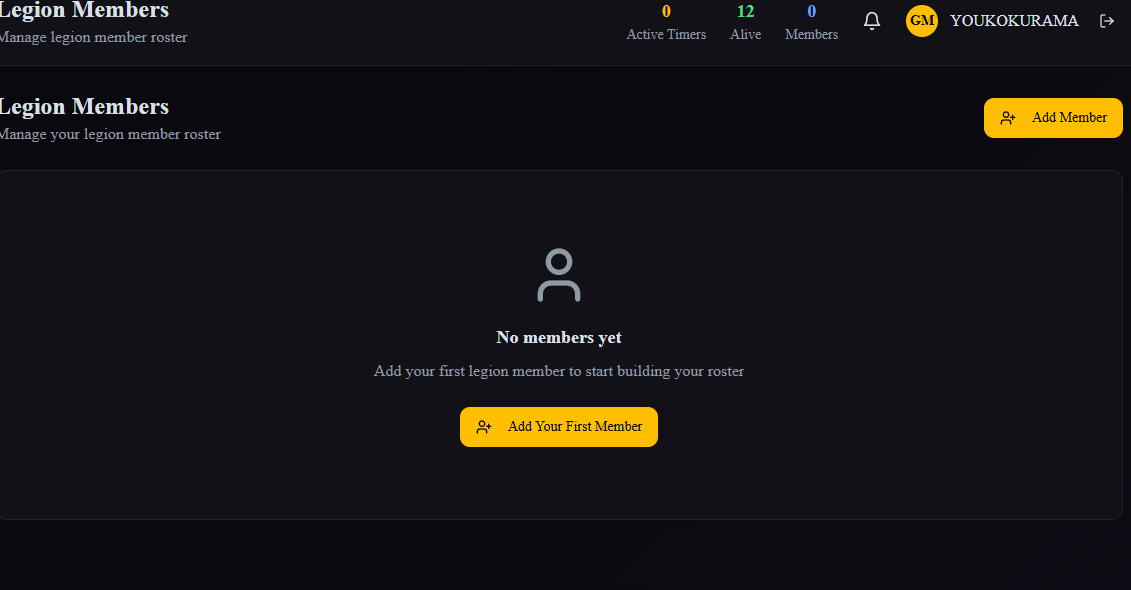 Legion Members
Manage legion member roster
0
Active Timers
12
Alive
0
Members
GM
YOUKOKURAMA
Legion Members
Manage your legion member roster
Add Member
No members yet
Add your first legion member to start building your roster
Add Your First Member